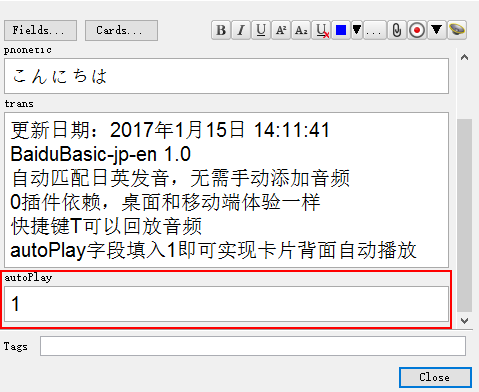 Fields...
Cards...
B I U A² A₂ U ...
phonetic
こんにちは
trans
更新日期：2017年1月15日 14:11:41
BaiduBasic-jp-en 1.0
自动匹配日英发音，无需手动添加音频
0插件依赖，桌面和移动端体验一样
快捷键T可以回放音频
autoPlay字段填入1即可实现卡片背面自动播放
autoPlay
1
Tags
Close